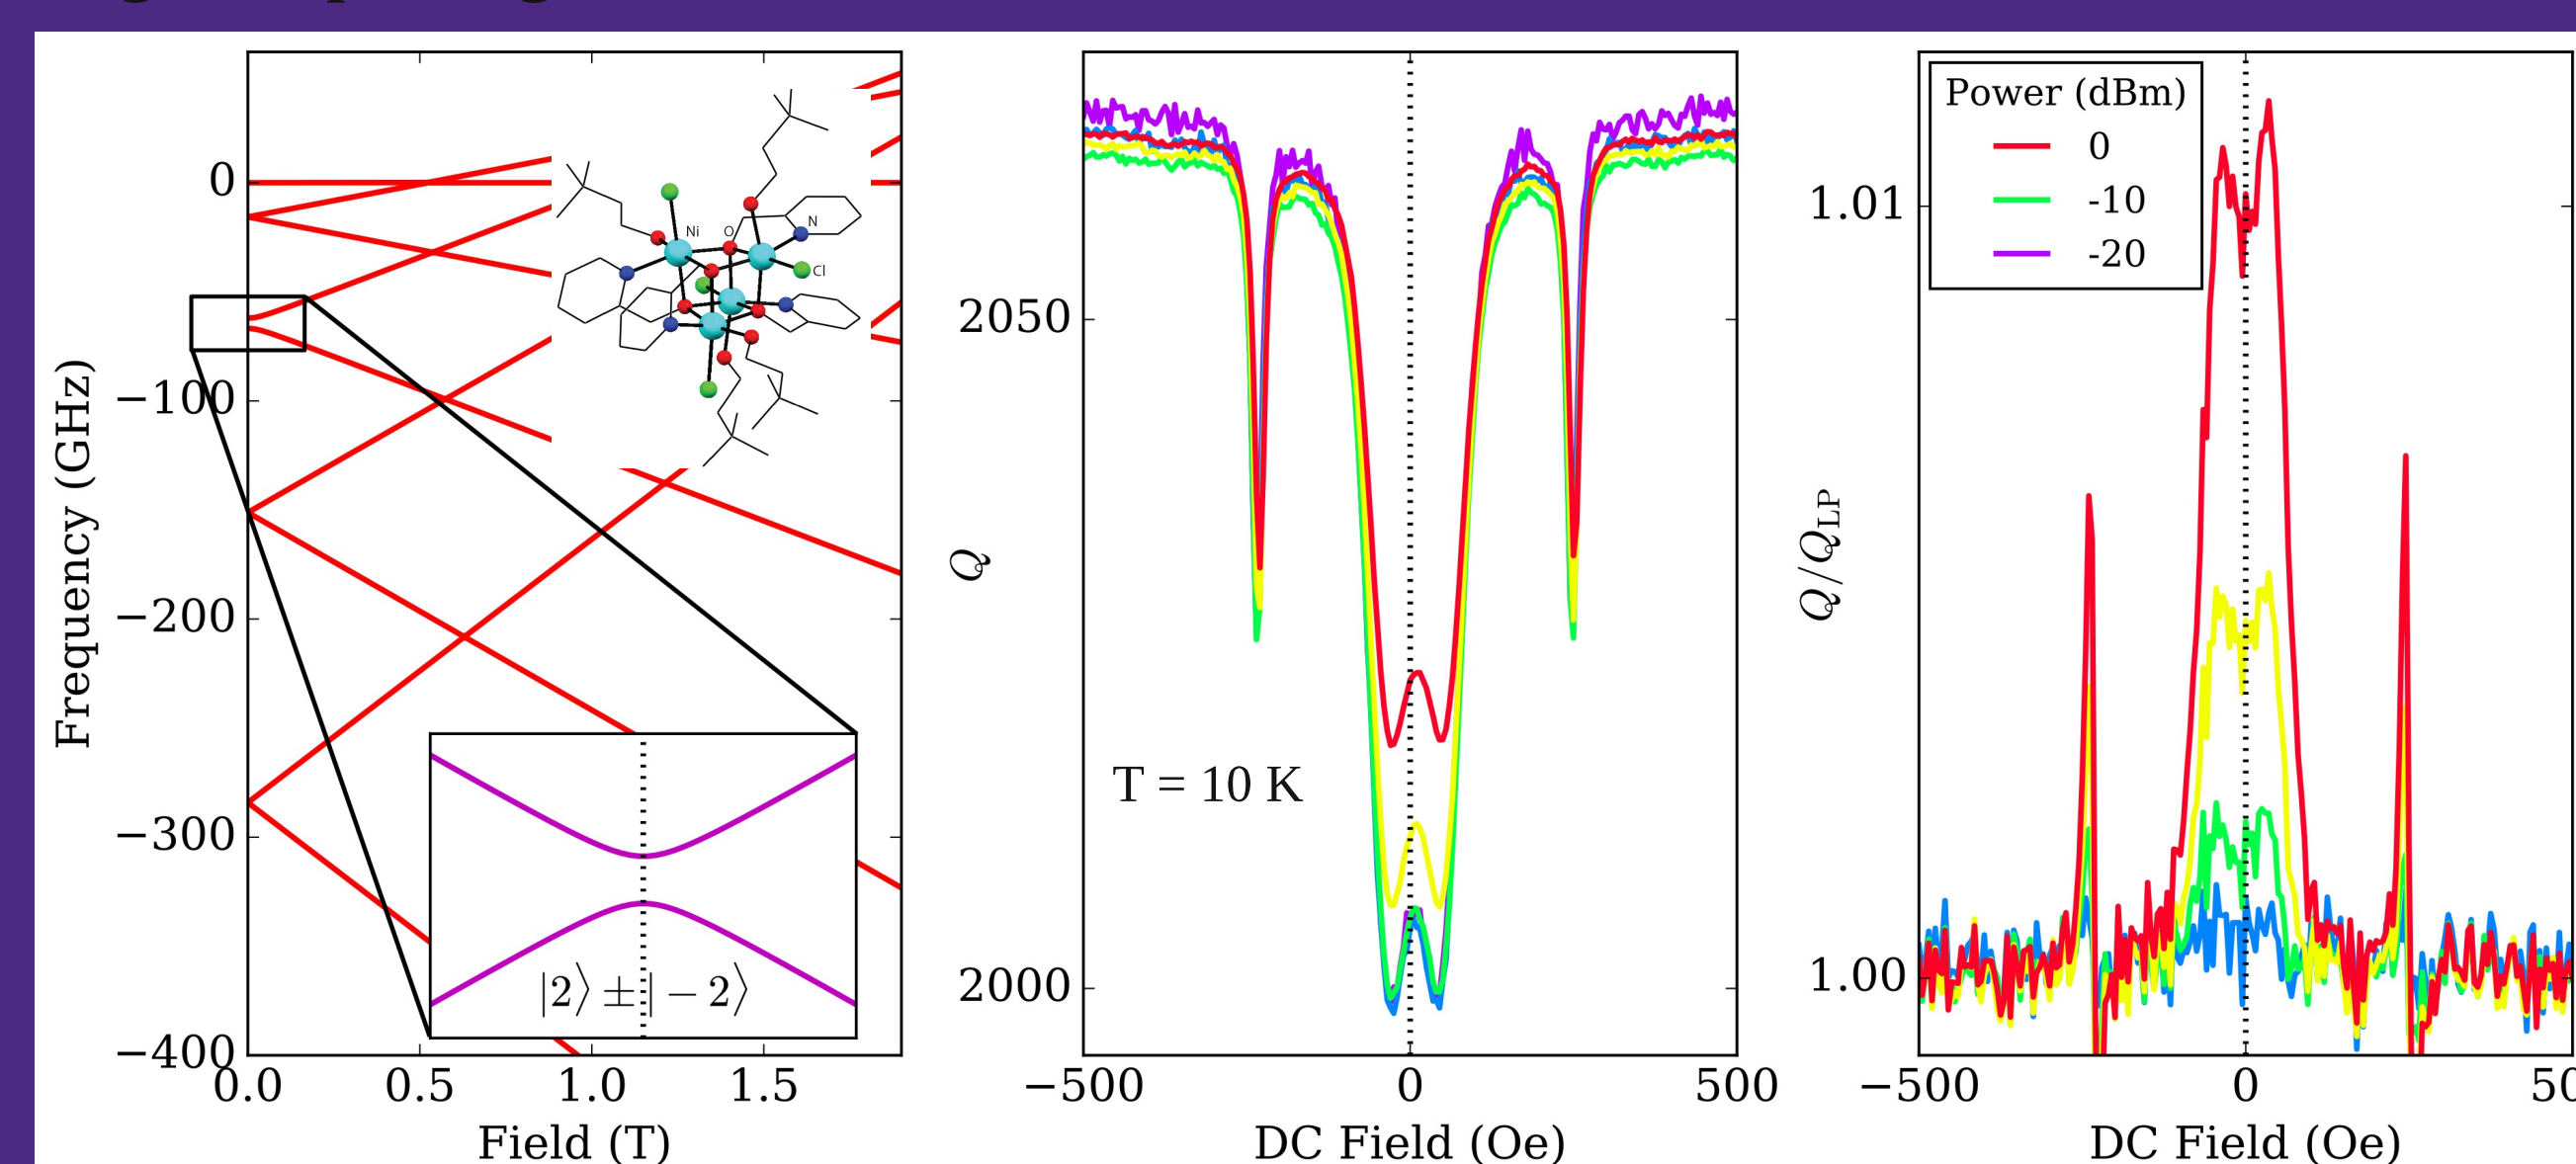 Frequency (GHz)
0
−100
−200
−300
−400
0.0 0.5 1.0 1.5
Field (T)
Ni
O
N
Cl
|2⟩ ± | − 2⟩
Q
2050
2000
T = 10 K
−500 0 500
DC Field (Oe)
Q/Q_LP
1.01
1.00
Power (dBm)
0
-10
-20
−500 0 50
DC Field (Oe)